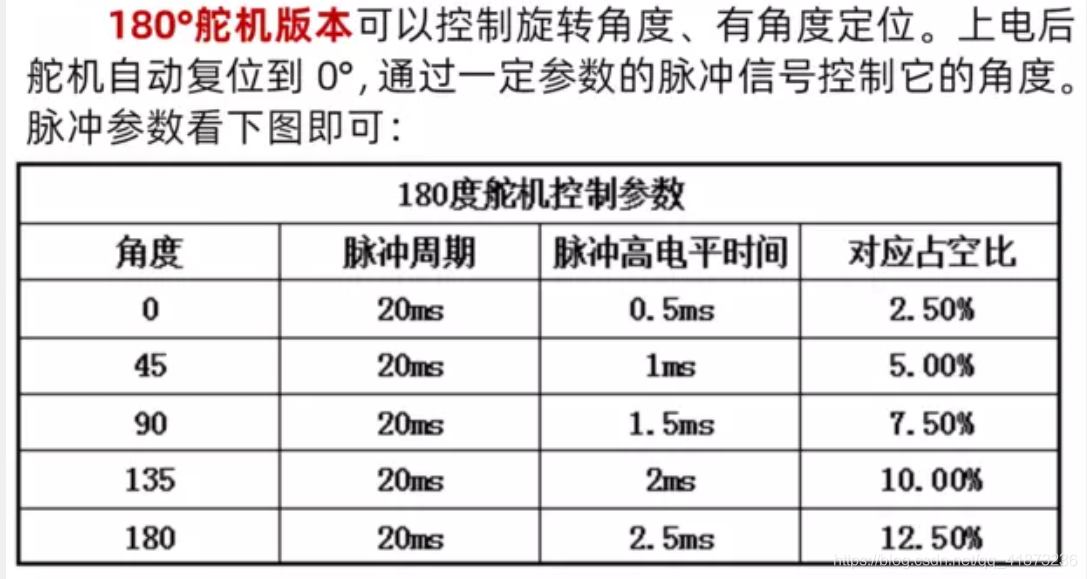 180°舵机版本可以控制旋转角度、有角度定位。上电后
舵机自动复位到 0°,通过一定参数的脉冲信号控制它的角度。
脉冲参数看下图即可:
180度舵机控制参数
角度 脉冲周期 脉冲高电平时间 对应占空比
0 20ms 0.5ms 2.50%
45 20ms 1ms 5.00%
90 20ms 1.5ms 7.50%
135 20ms 2ms 10.00%
180 20ms 2.5ms 12.50%
https://blog.csdn.net/qq_41873236